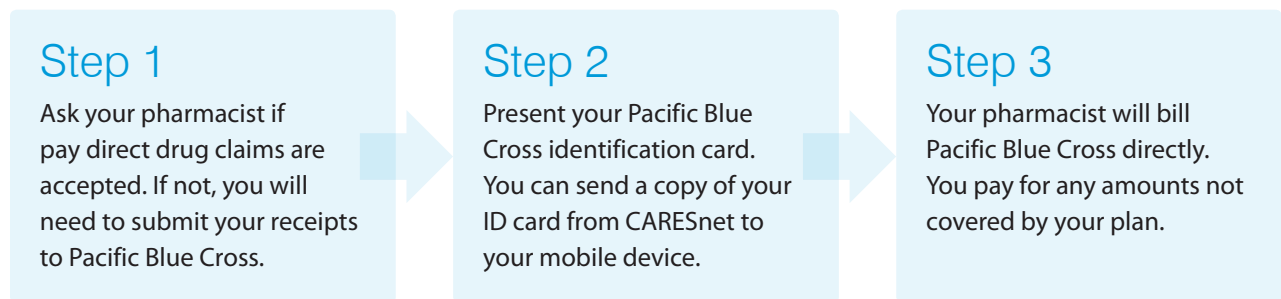 Step 1
Ask your pharmacist if
pay direct drug claims are
accepted. If not, you will
need to submit your receipts
to Pacific Blue Cross.
Step 2
Present your Pacific Blue
Cross identification card.
You can send a copy of your
ID card from CARESnet to
your mobile device.
Step 3
Your pharmacist will bill
Pacific Blue Cross directly.
You pay for any amounts not
covered by your plan.